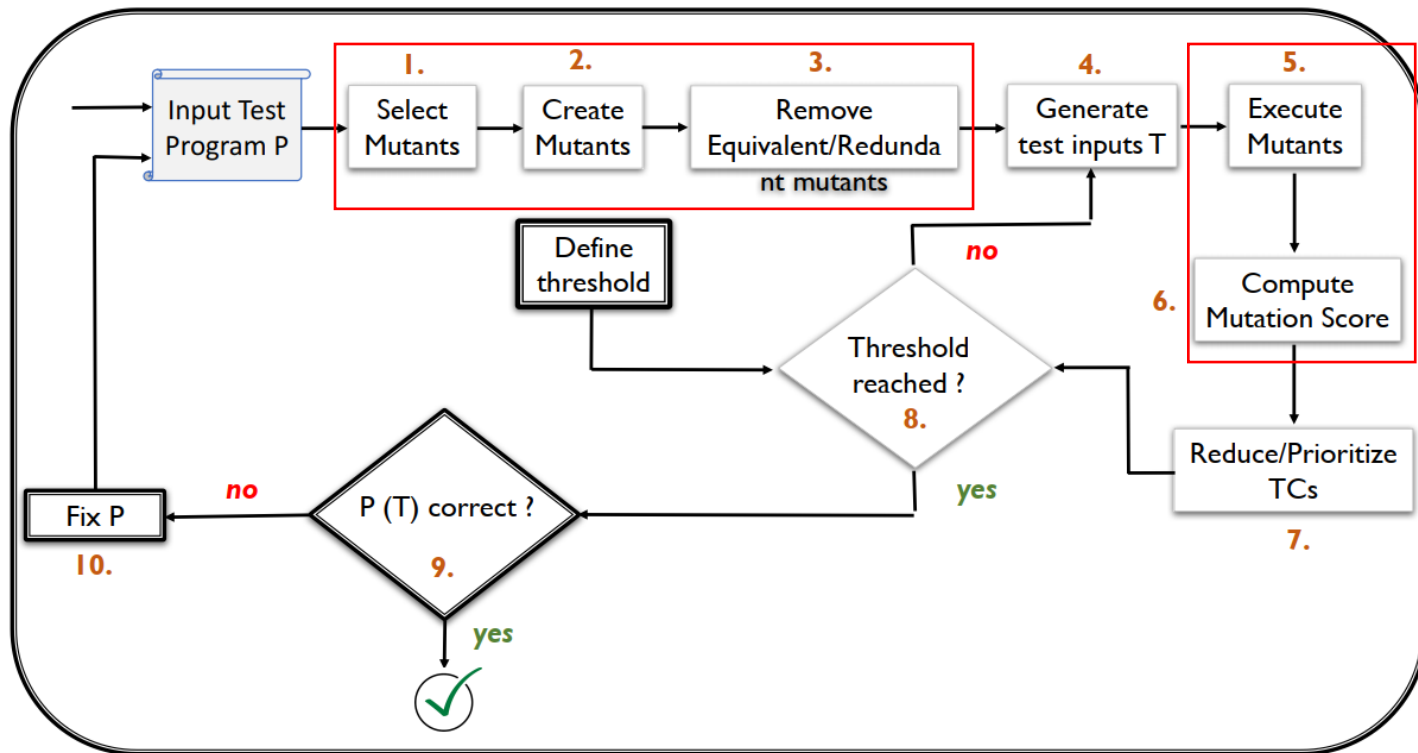 1.
2.
3.
4.
5.
Input Test
Program P
Select
Mutants
Create
Mutants
Remove
Equivalent/Redunda
nt mutants
Generate
test inputs T
Execute
Mutants
Define
threshold
no
6.
Compute
Mutation Score
Threshold
reached ?
8.
yes
Reduce/Prioritize
TCs
7.
P (T) correct ?
9.
no
Fix P
10.
yes